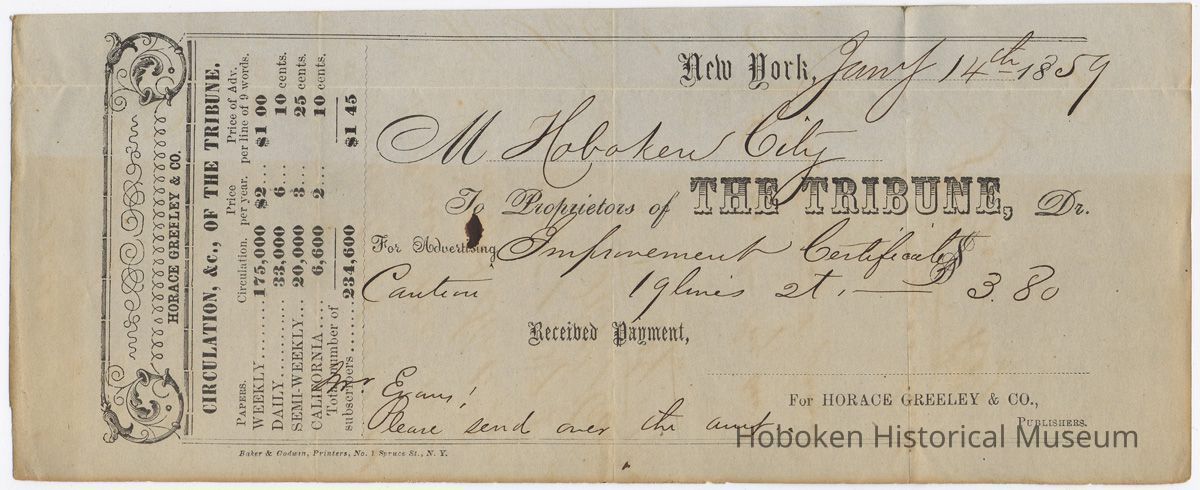 HORACE GREELEY & CO.
CIRCULATION, &c., OF THE TRIBUNE.
PAPERS. Circulation. Price per year. Price of Adv. per line of 9 words.
WEEKLY.......... 175,000 $2... $1 00
DAILY........... 33,000 6... 10 cents.
SEMI-WEEKLY... 20,000 3... 25 cents.
CALIFORNIA.... 6,600 2... 10 cents.
Total number of
subscribers...... 234,600 $1 45
New York, Jany 14th 1859
M Hoboken City
To Proprietors of THE TRIBUNE, Dr.
For Advertising Improvement Certificates
Caution 19 lines 2t. $ 3.80
Received Payment,
For HORACE GREELEY & CO.,
PUBLISHERS.
Evans!
Please send over the amt.
Baker & Godwin, Printers, No. 1 Spruce St., N. Y.
Hoboken Historical Museum